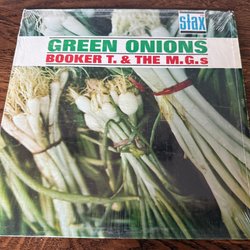 stax
GREEN ONIONS
BOOKER T. & THE M.G.s